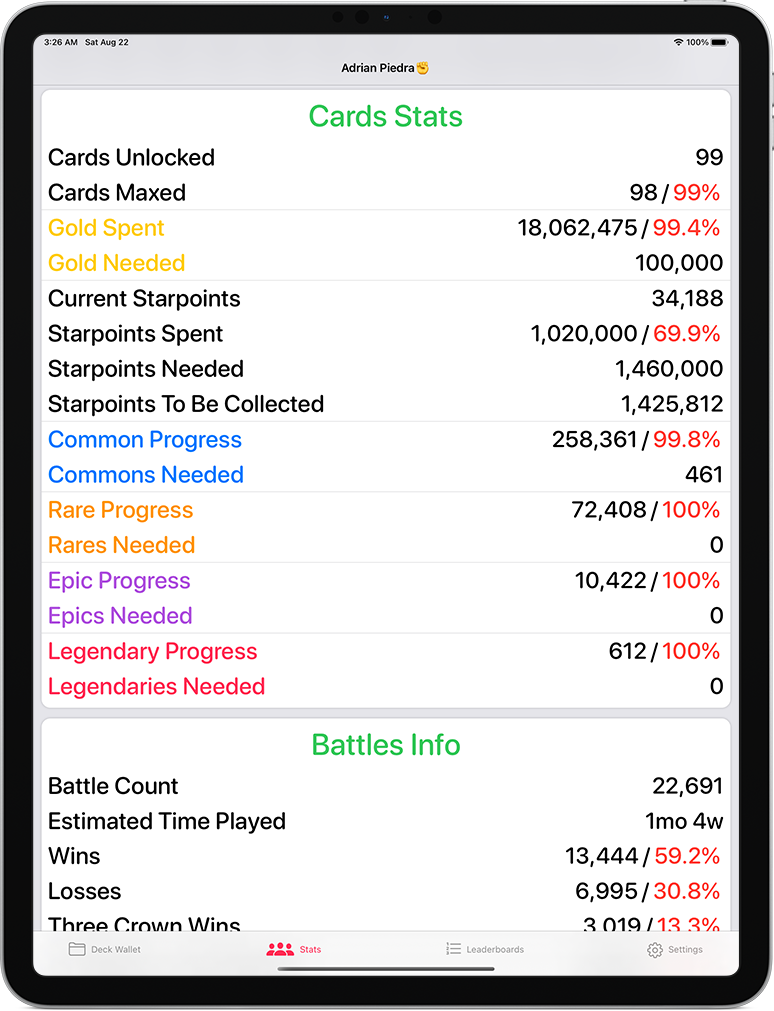 3:26 AM Sat Aug 22 100%
Adrian Piedra✊
Cards Stats
Cards Unlocked 99
Cards Maxed 98/99%
Gold Spent 18,062,475/99.4%
Gold Needed 100,000
Current Starpoints 34,188
Starpoints Spent 1,020,000/69.9%
Starpoints Needed 1,460,000
Starpoints To Be Collected 1,425,812
Common Progress 258,361/99.8%
Commons Needed 461
Rare Progress 72,408/100%
Rares Needed 0
Epic Progress 10,422/100%
Epics Needed 0
Legendary Progress 612/100%
Legendaries Needed 0
Battles Info
Battle Count 22,691
Estimated Time Played 1mo 4w
Wins 13,444/59.2%
Losses 6,995/30.8%
Three Crown Wins 3,019/13.3%
Deck Wallet Stats Leaderboards Settings